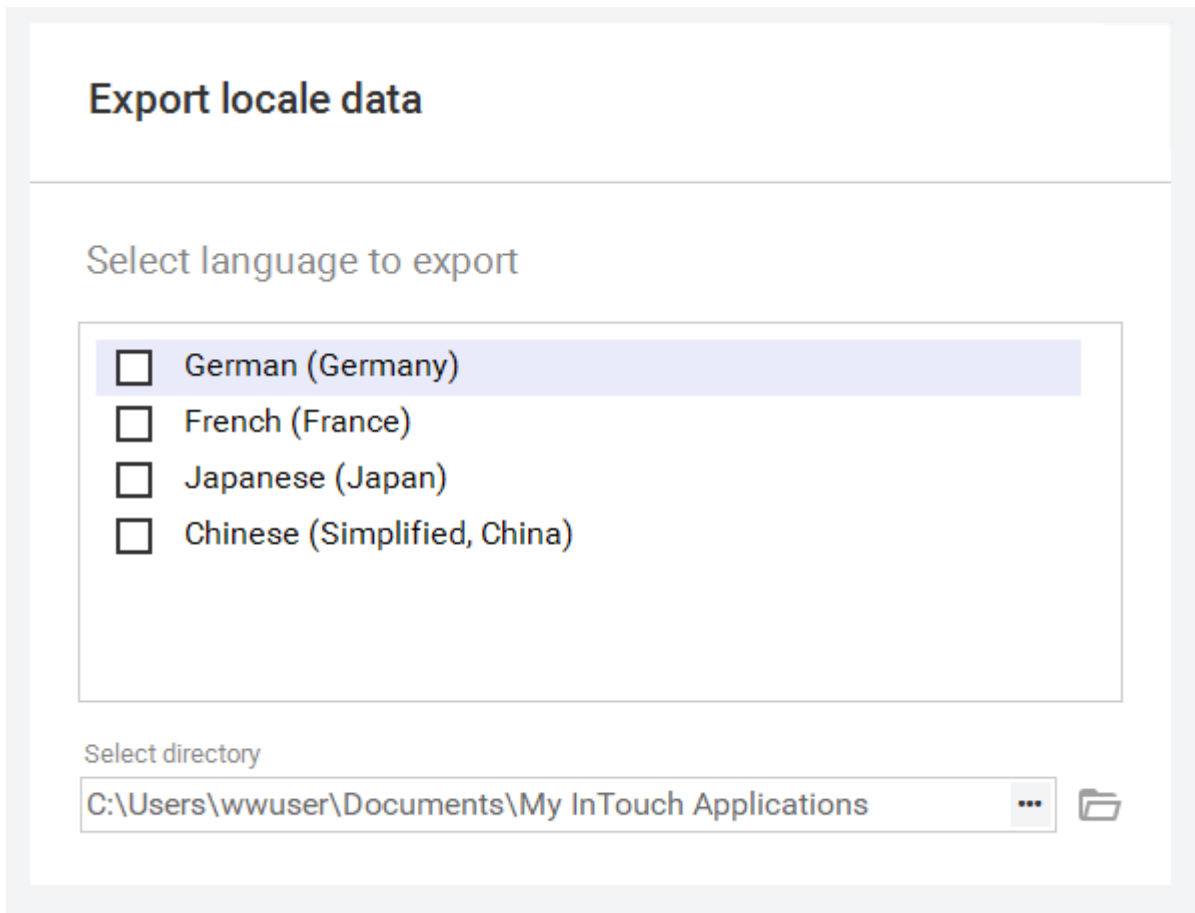 Export locale data
Select language to export
German (Germany)
French (France)
Japanese (Japan)
Chinese (Simplified, China)
Select directory
C:\Users\wwuser\Documents\My InTouch Applications